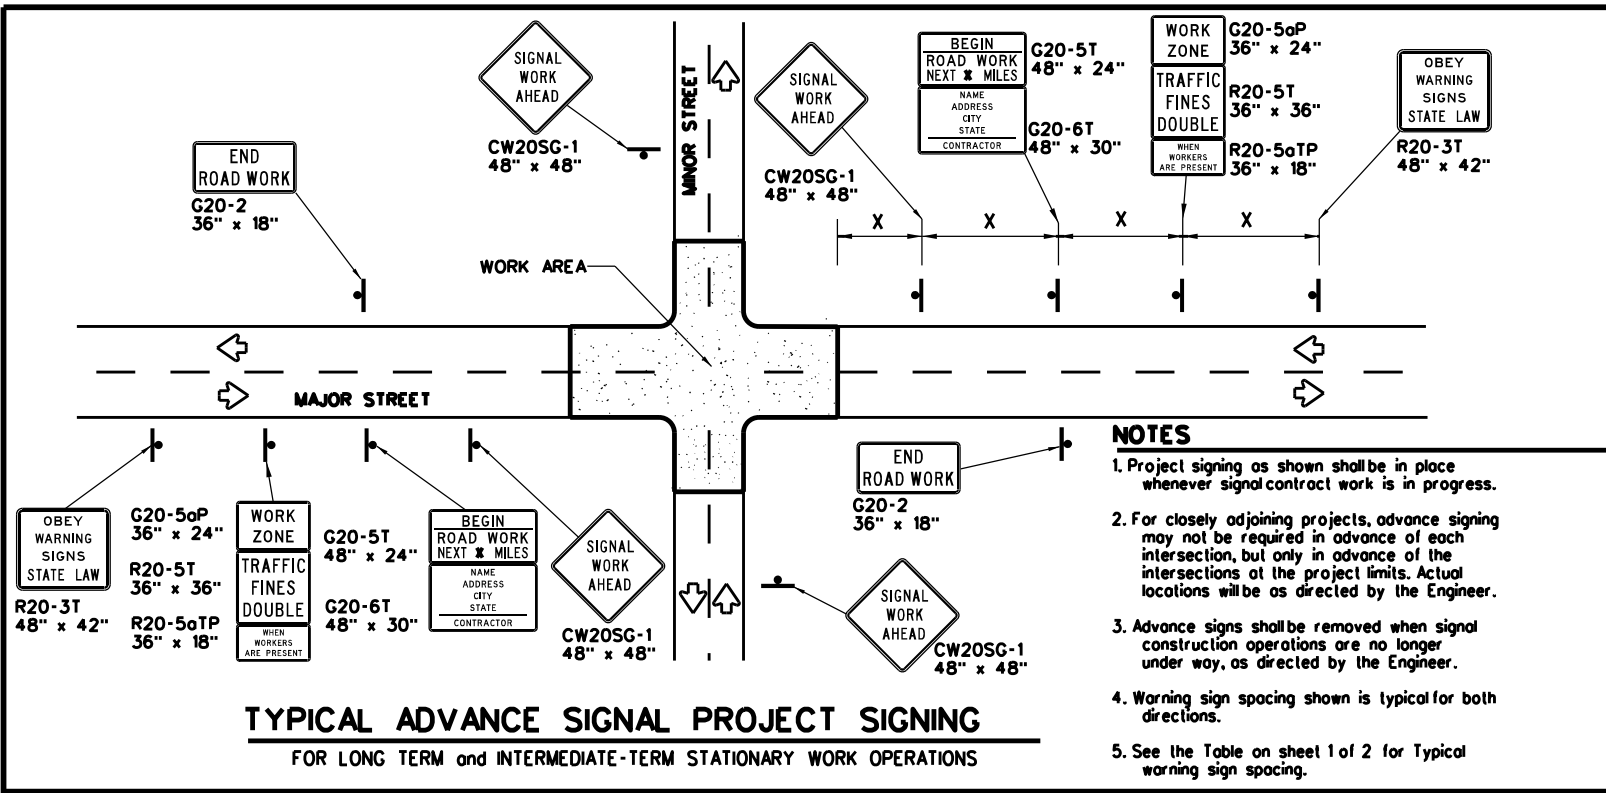 SIGNAL
WORK
AHEAD
CW20SG-1
48" x 48"
END
ROAD WORK
G20-2
36" x 18"
MINOR STREET
SIGNAL
WORK
AHEAD
CW20SG-1
48" x 48"
BEGIN
ROAD WORK
NEXT X MILES
NAME
ADDRESS
CITY
STATE
CONTRACTOR
G20-5T
48" x 24"
G20-6T
48" x 30"
WORK
ZONE
TRAFFIC
FINES
DOUBLE
WHEN
WORKERS
ARE PRESENT
G20-5aP
36" x 24"
R20-5T
36" x 36"
R20-5aTP
36" x 18"
OBEY
WARNING
SIGNS
STATE LAW
R20-3T
48" x 42"
X X X X
WORK AREA
MAJOR STREET
OBEY
WARNING
SIGNS
STATE LAW
R20-3T
48" x 42"
G20-5aP
36" x 24"
R20-5T
36" x 36"
R20-5aTP
36" x 18"
WORK
ZONE
TRAFFIC
FINES
DOUBLE
WHEN
WORKERS
ARE PRESENT
G20-5T
48" x 24"
G20-6T
48" x 30"
BEGIN
ROAD WORK
NEXT X MILES
NAME
ADDRESS
CITY
STATE
CONTRACTOR
SIGNAL
WORK
AHEAD
CW20SG-1
48" x 48"
END
ROAD WORK
G20-2
36" x 18"
SIGNAL
WORK
AHEAD
CW20SG-1
48" x 48"
TYPICAL ADVANCE SIGNAL PROJECT SIGNING
FOR LONG TERM and INTERMEDIATE-TERM STATIONARY WORK OPERATIONS
NOTES
1. Project signing as shown shall be in place
whenever signal contract work is in progress.
2. For closely adjoining projects, advance signing
may not be required in advance of each
intersection, but only in advance of the
intersections at the project limits. Actual
locations will be as directed by the Engineer.
3. Advance signs shall be removed when signal
construction operations are no longer
under way, as directed by the Engineer.
4. Warning sign spacing shown is typical for both
directions.
5. See the Table on sheet 1 of 2 for Typical
warning sign spacing.